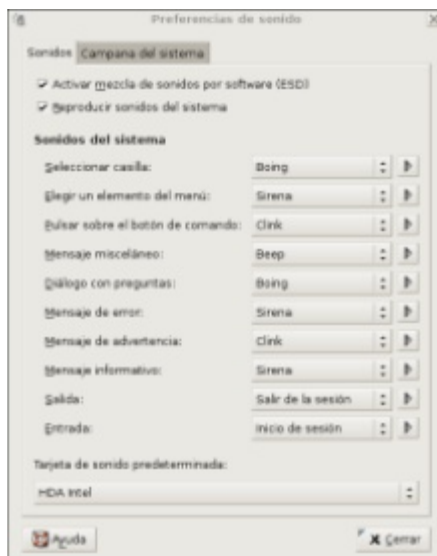 Preferencias de sonido
Sonidos Campana del sistema
Activar mezcla de sonidos por software (ESD)
Reproducir sonidos del sistema
Sonidos del sistema
Seleccionar casilla: Boing
Elegir un elemento del menú: Sirena
Pulsar sobre el botón de comando: Clink
Mensaje misceláneo: Beep
Diálogo con preguntas: Boing
Mensaje de error: Sirena
Mensaje de advertencia: Clink
Mensaje informativo: Sirena
Salida: Salir de la sesión
Entrada: Inicio de sesión
Tarjeta de sonido predeterminada:
HDA Intel
Ayuda Cerrar